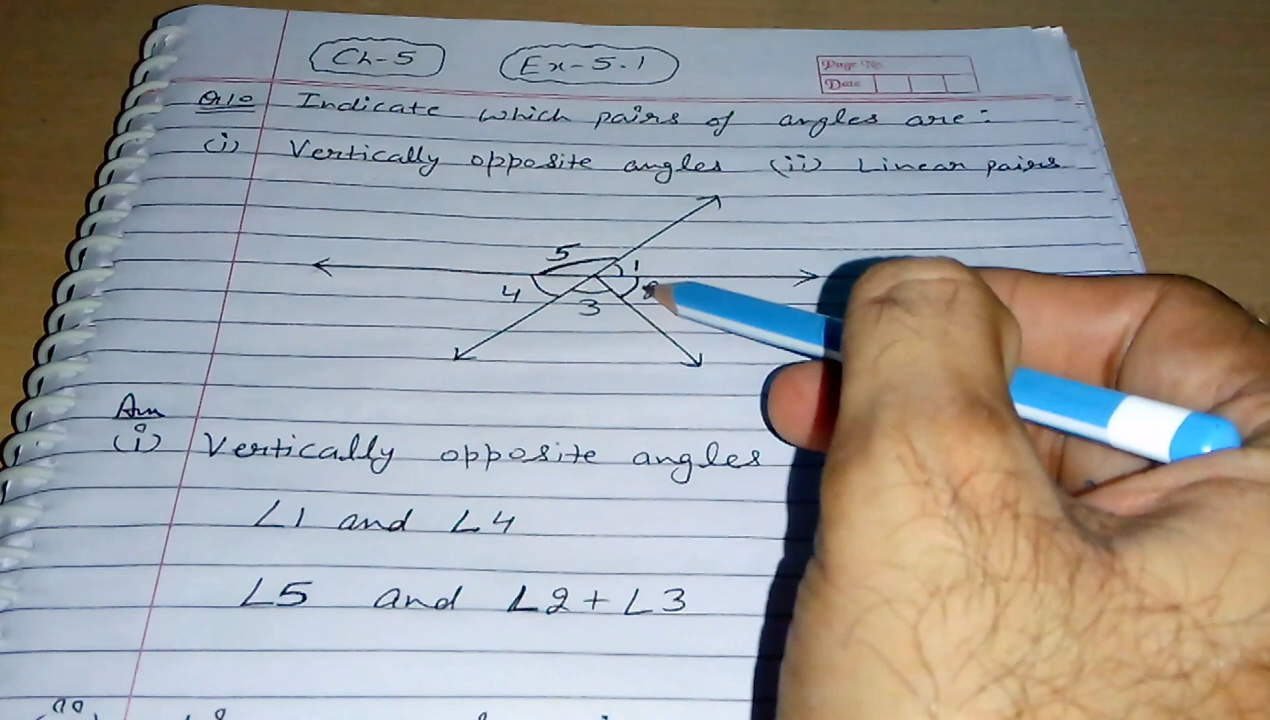 Ch-5 Ex-5.1
Page No.
Date
Q10 Indicate which pairs of angles are:
(i) Vertically opposite angles (ii) Linear pairs
5
1
4
3
2
Ans
(i) Vertically opposite angles
∠1 and ∠4
∠5 and ∠2 + ∠3